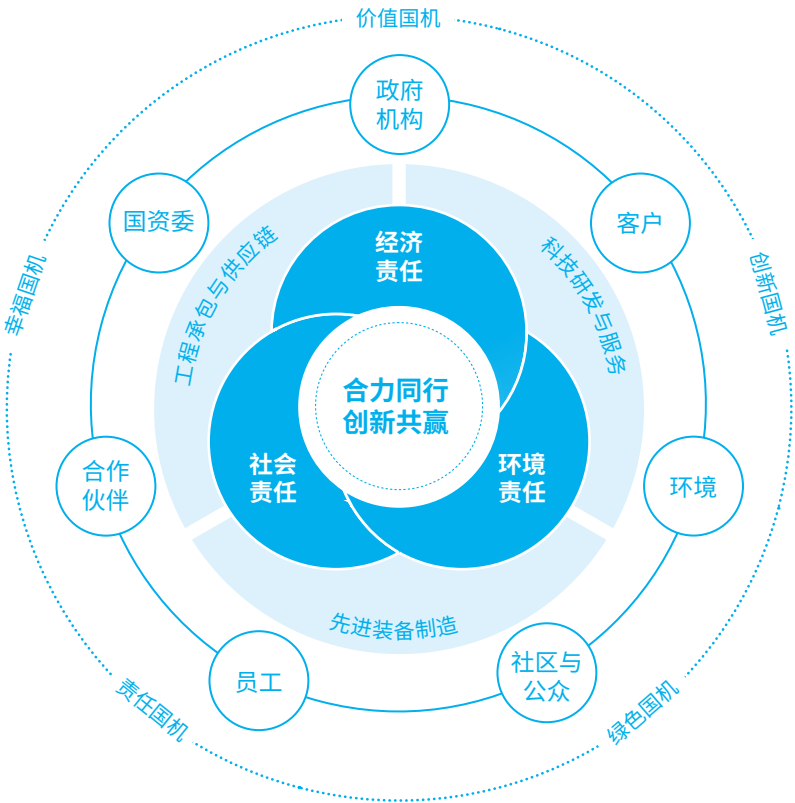 价值国机
政府
机构
国资委
客户
经济
责任
工程承包与供应链
科技研发与服务
幸福国机
创新国机
合力同行
创新共赢
社会
责任
环境
责任
合作
伙伴
环境
先进装备制造
员工
社区与
公众
责任国机
绿色国机